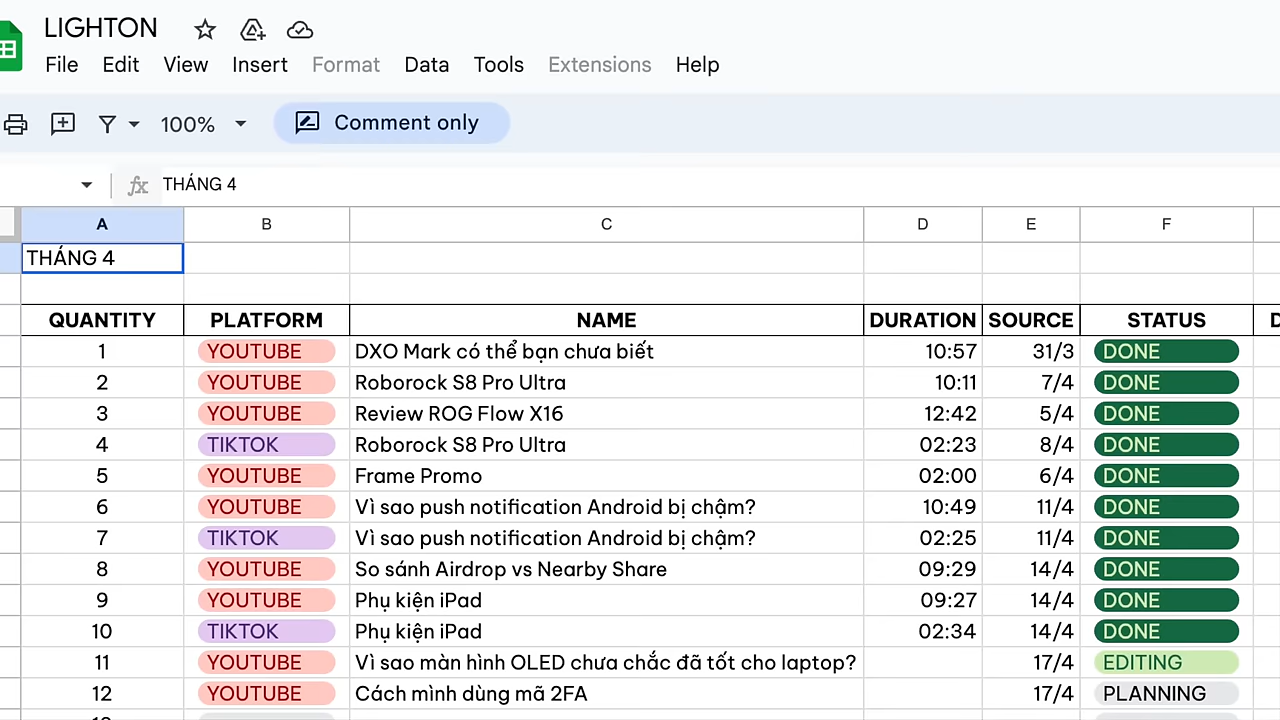 LIGHTON
File Edit View Insert Format Data Tools Extensions Help
100% Comment only
fx THÁNG 4
A B C D E F
THÁNG 4
QUANTITY PLATFORM NAME DURATION SOURCE STATUS
1 YOUTUBE DXO Mark có thể bạn chưa biết 10:57 31/3 DONE
2 YOUTUBE Roborock S8 Pro Ultra 10:11 7/4 DONE
3 YOUTUBE Review ROG Flow X16 12:42 5/4 DONE
4 TIKTOK Roborock S8 Pro Ultra 02:23 8/4 DONE
5 YOUTUBE Frame Promo 02:00 6/4 DONE
6 YOUTUBE Vì sao push notification Android bị chậm? 10:49 11/4 DONE
7 TIKTOK Vì sao push notification Android bị chậm? 02:25 11/4 DONE
8 YOUTUBE So sánh Airdrop vs Nearby Share 09:29 14/4 DONE
9 YOUTUBE Phụ kiện iPad 09:27 14/4 DONE
10 TIKTOK Phụ kiện iPad 02:34 14/4 DONE
11 YOUTUBE Vì sao màn hình OLED chưa chắc đã tốt cho laptop? 17/4 EDITING
12 YOUTUBE Cách mình dùng mã 2FA 17/4 PLANNING